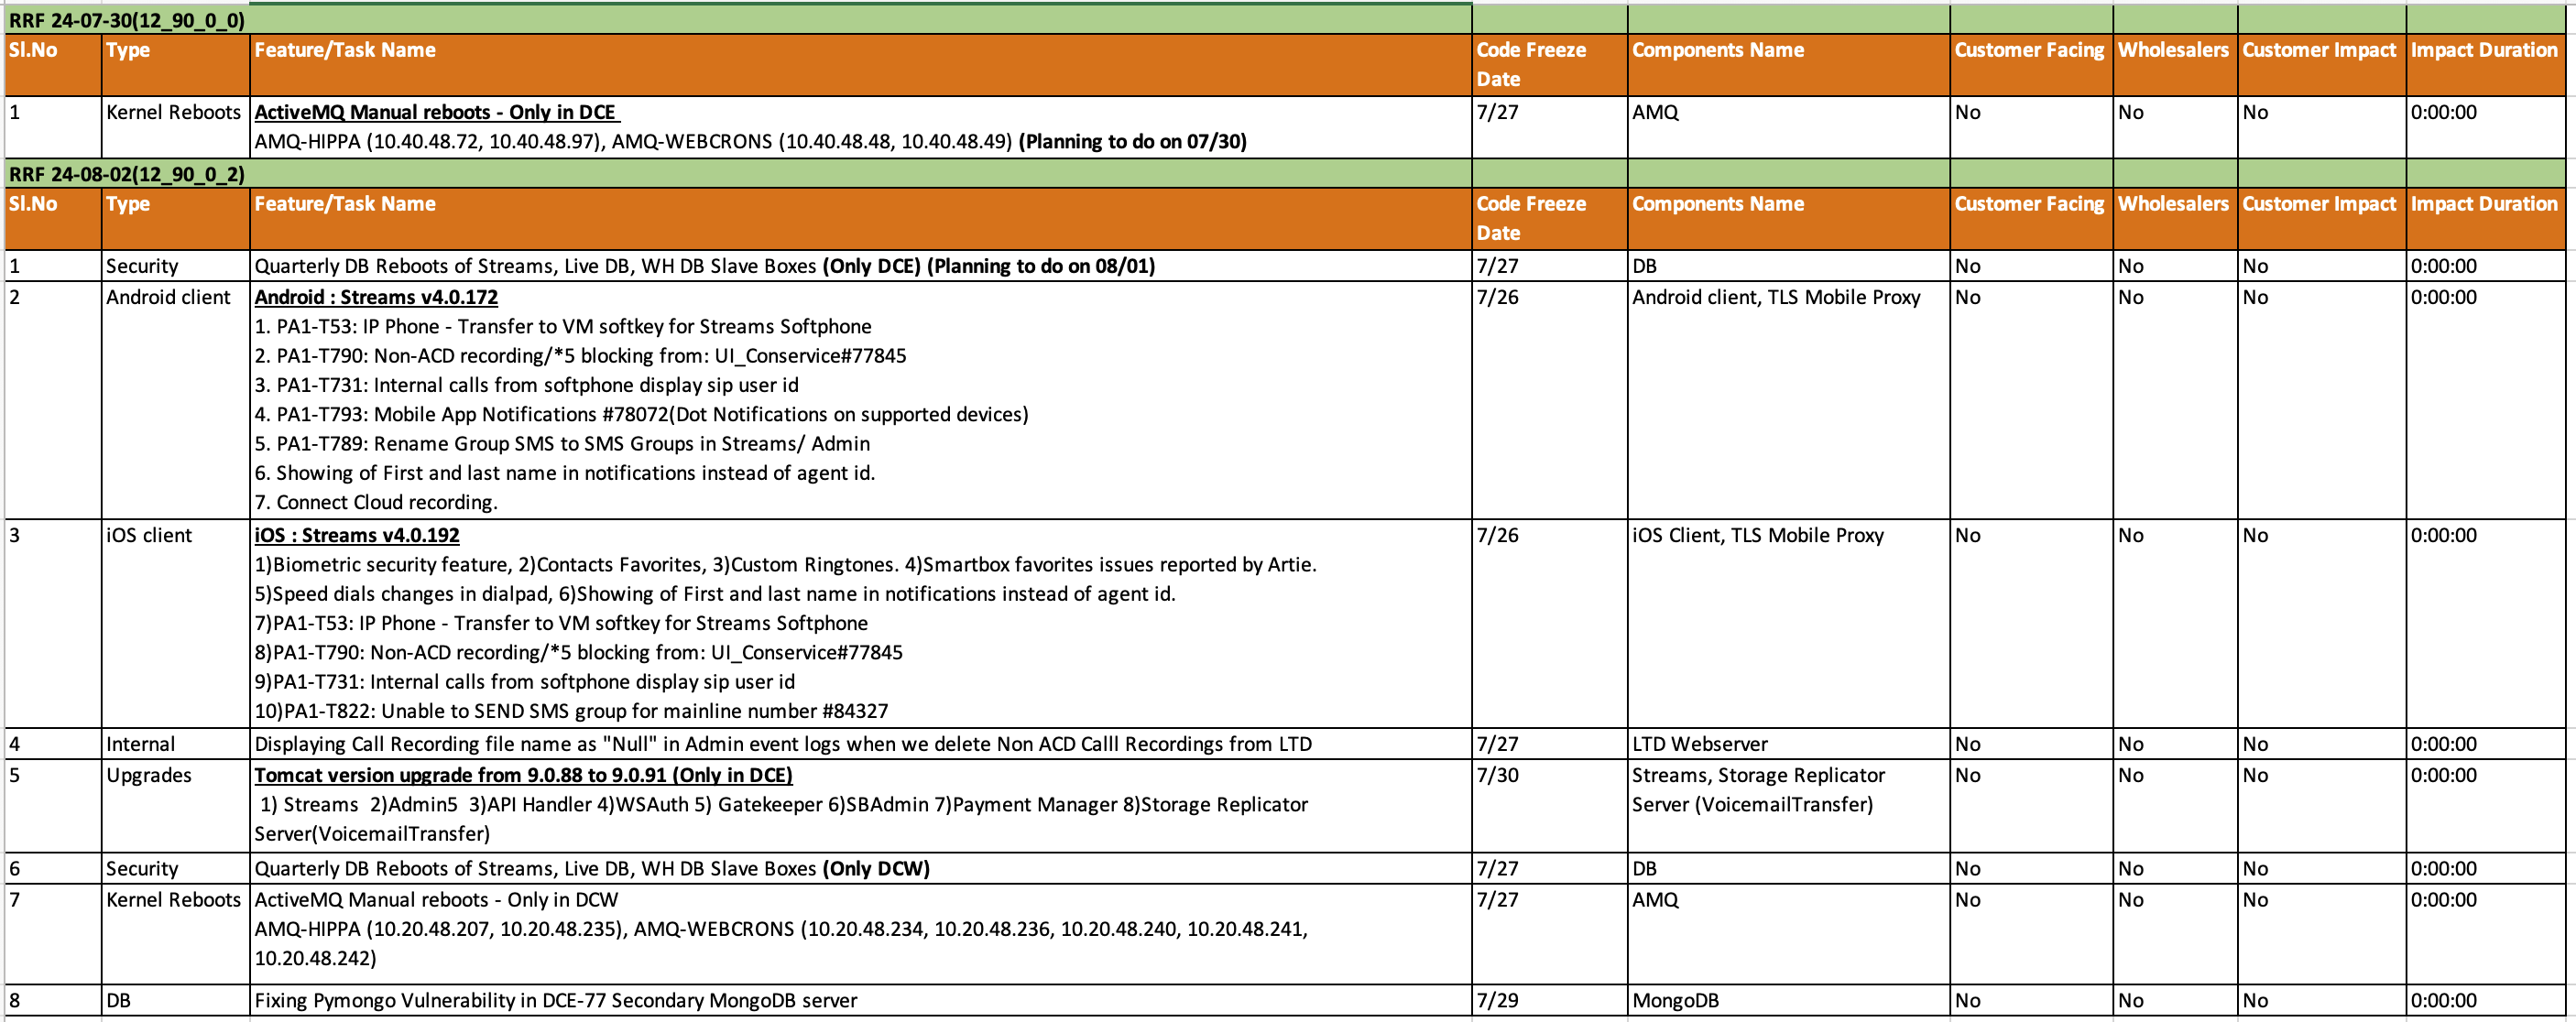 RRF 24-07-30(12_90_0_0)
Sl.No Type Feature/Task Name Code Freeze Date Components Name Customer Facing Wholesalers Customer Impact Impact Duration
1 Kernel Reboots ActiveMQ Manual reboots - Only in DCE 7/27 AMQ No No No 0:00:00
AMQ-HIPPA (10.40.48.72, 10.40.48.97), AMQ-WEBCRONS (10.40.48.48, 10.40.48.49) (Planning to do on 07/30)
RRF 24-08-02(12_90_0_2)
Sl.No Type Feature/Task Name Code Freeze Date Components Name Customer Facing Wholesalers Customer Impact Impact Duration
1 Security Quarterly DB Reboots of Streams, Live DB, WH DB Slave Boxes (Only DCE) (Planning to do on 08/01) 7/27 DB No No No 0:00:00
2 Android client Android : Streams v4.0.172 7/26 Android client, TLS Mobile Proxy No No No 0:00:00
1. PA1-T53: IP Phone - Transfer to VM softkey for Streams Softphone
2. PA1-T790: Non-ACD recording/*5 blocking from: UI_Conservice#77845
3. PA1-T731: Internal calls from softphone display sip user id
4. PA1-T793: Mobile App Notifications #78072(Dot Notifications on supported devices)
5. PA1-T789: Rename Group SMS to SMS Groups in Streams/ Admin
6. Showing of First and last name in notifications instead of agent id.
7. Connect Cloud recording.
3 iOS client iOS : Streams v4.0.192 7/26 iOS Client, TLS Mobile Proxy No No No 0:00:00
1)Biometric security feature, 2)Contacts Favorites, 3)Custom Ringtones. 4)Smartbox favorites issues reported by Artie.
5)Speed dials changes in dialpad, 6)Showing of First and last name in notifications instead of agent id.
7)PA1-T53: IP Phone - Transfer to VM softkey for Streams Softphone
8)PA1-T790: Non-ACD recording/*5 blocking from: UI_Conservice#77845
9)PA1-T731: Internal calls from softphone display sip user id
10)PA1-T822: Unable to SEND SMS group for mainline number #84327
4 Internal Displaying Call Recording file name as "Null" in Admin event logs when we delete Non ACD Calll Recordings from LTD 7/27 LTD Webserver No No No 0:00:00
5 Upgrades Tomcat version upgrade from 9.0.88 to 9.0.91 (Only in DCE) 7/30 Streams, Storage Replicator Server (VoicemailTransfer) No No No 0:00:00
1) Streams 2)Admin5 3)API Handler 4)WSAuth 5) Gatekeeper 6)SBAdmin 7)Payment Manager 8)Storage Replicator
Server(VoicemailTransfer)
6 Security Quarterly DB Reboots of Streams, Live DB, WH DB Slave Boxes (Only DCW) 7/27 DB No No No 0:00:00
7 Kernel Reboots ActiveMQ Manual reboots - Only in DCW 7/27 AMQ No No No 0:00:00
AMQ-HIPPA (10.20.48.207, 10.20.48.235), AMQ-WEBCRONS (10.20.48.234, 10.20.48.236, 10.20.48.240, 10.20.48.241,
10.20.48.242)
8 DB Fixing Pymongo Vulnerability in DCE-77 Secondary MongoDB server 7/29 MongoDB No No No 0:00:00